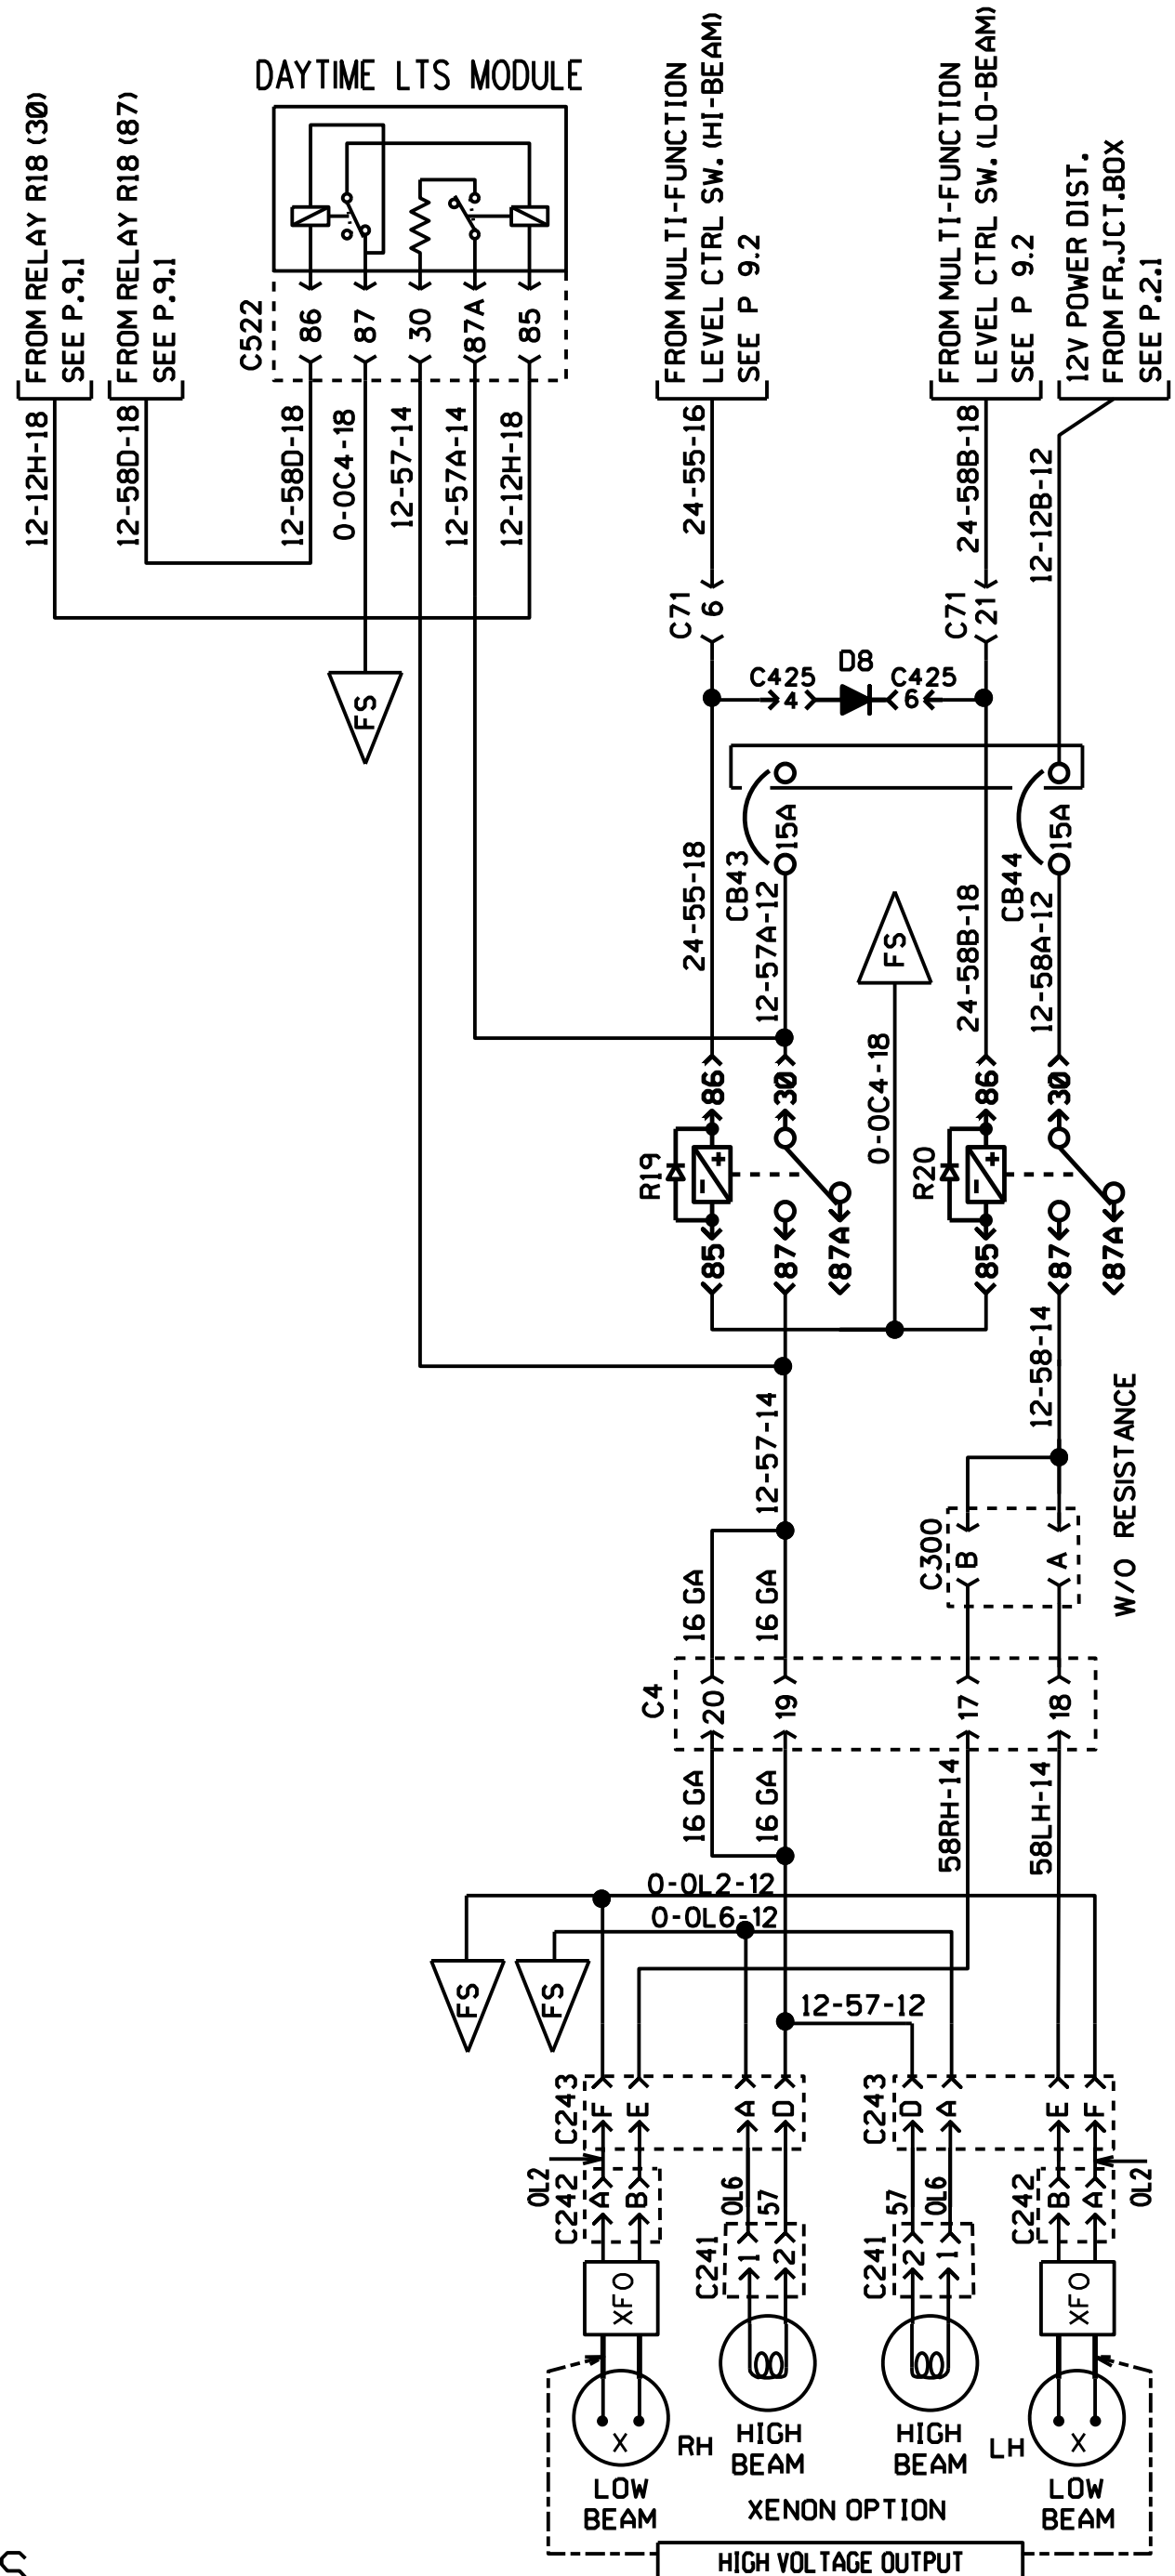 DAYTIME LTS MODULE
FROM RELAY R18 (30)
SEE P.9.1
FROM RELAY R18 (87)
SEE P.9.1
C522
86
87
30
87A
85
FROM MULTI-FUNCTION
LEVEL CTRL SW. (HI-BEAM)
SEE P 9.2
FROM MULTI-FUNCTION
LEVEL CTRL SW. (LO-BEAM)
SEE P 9.2
12V POWER DIST.
FROM FR.JCT.BOX
SEE P.2.1
12-12H-18
12-58D-18
12-58D-18
0-0C4-18
12-57-14
12-57A-14
12-12H-18
24-55-16
24-58B-18
12-12B-12
C71
6
C71
21
FS
C425
4
D8
C425
6
24-55-18
CB43
15A
12-57A-12
FS
24-58B-18
CB44
15A
12-58A-12
0-0C4-18
86
30
86
30
R19
- +
R20
- +
85
87
87A
85
87
87A
12-57-14
12-58-14
W/O RESISTANCE
16 GA
16 GA
C300
B
A
C4
20
19
17
18
16 GA
16 GA
58RH-14
58LH-14
0-0L2-12
0-0L6-12
FS
FS
12-57-12
C243
F
E
A
D
C243
D
A
E
F
0L2
C242
A
B
0L6
57
57
0L6
C242
B
A
0L2
C241
1
2
C241
2
1
XFO
XFO
X
RH
HIGH
BEAM
HIGH
BEAM
LH
X
LOW
BEAM
LOW
BEAM
XENON OPTION
HIGH VOLTAGE OUTPUT
S